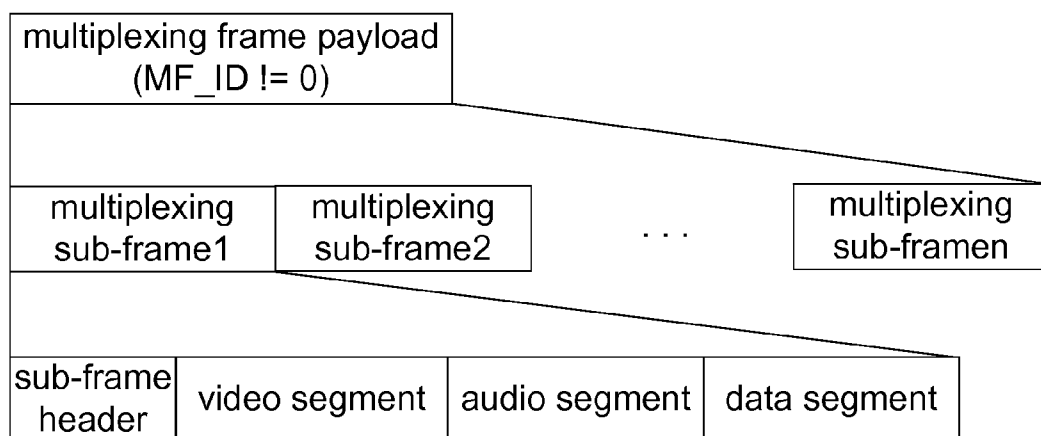 multiplexing frame payload
(MF_ID != 0)
multiplexing
sub-frame1
multiplexing
sub-frame2
. . .
multiplexing
sub-framen
sub-frame
header
video segment
audio segment
data segment